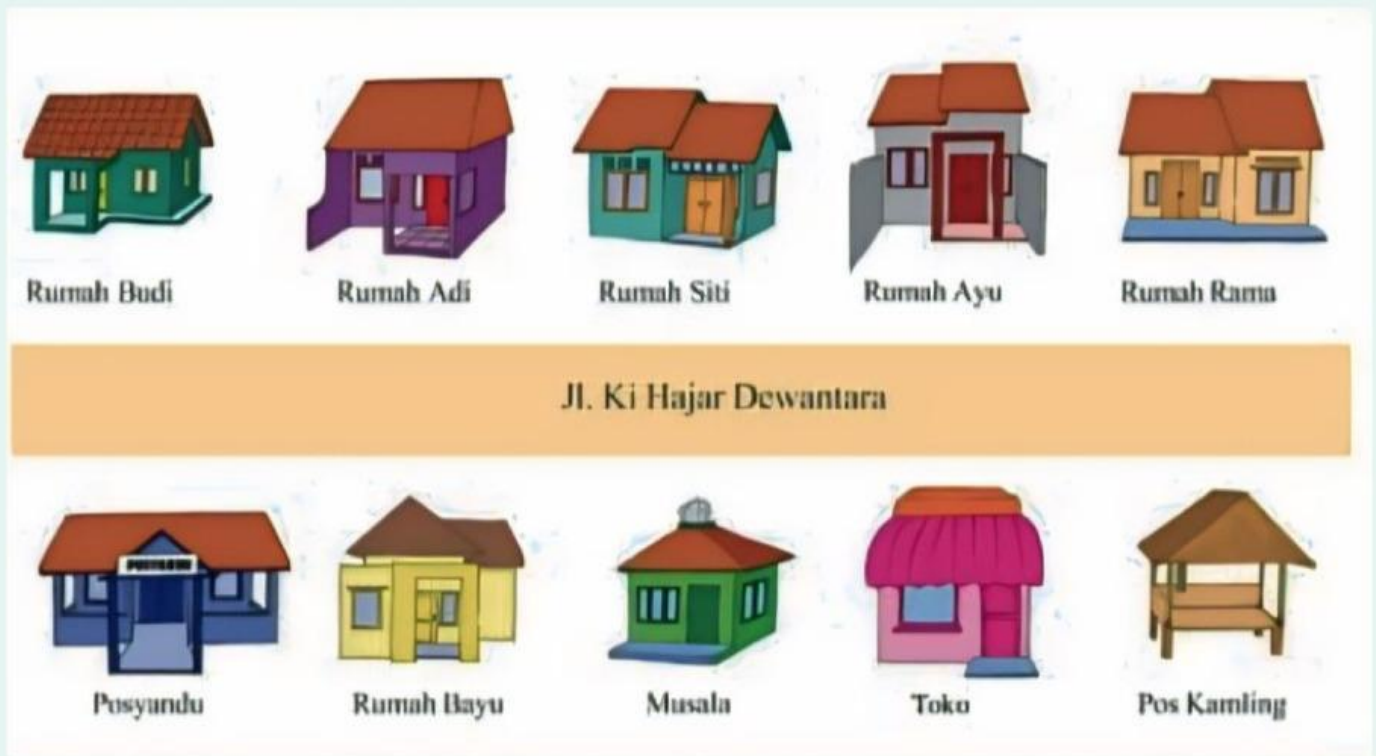 Rumah Budi
Rumah Adi
Rumah Siti
Rumah Ayu
Rumah Rama
Jl. Ki Hajar Dewantara
POSYANDU
Posyandu
Rumah Bayu
Musala
Toko
Pos Kamling